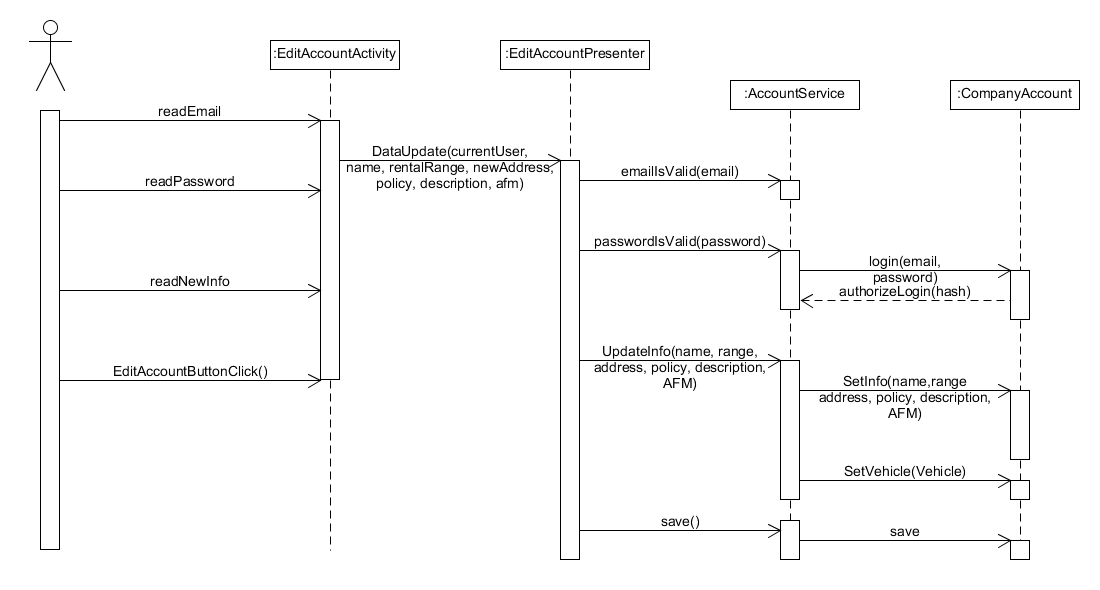 :EditAccountActivity
:EditAccountPresenter
:AccountService
:CompanyAccount
readEmail
DataUpdate(currentUser,
name, rentalRange, newAddress,
policy, description, afm)
emailIsValid(email)
readPassword
passwordIsValid(password)
login(email,
password)
authorizeLogin(hash)
readNewInfo
UpdateInfo(name, range,
address, policy, description,
AFM)
EditAccountButtonClick()
SetInfo(name,range
address, policy, description,
AFM)
SetVehicle(Vehicle)
save()
save